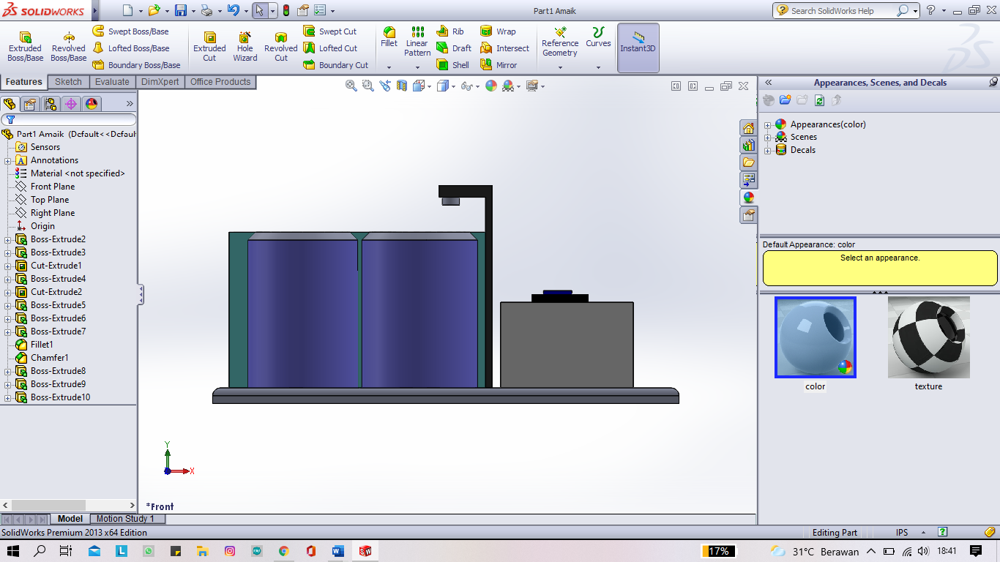 SOLIDWORKS
Part1 Amaik
Search SolidWorks Help
Extruded Boss/Base
Revolved Boss/Base
Swept Boss/Base
Lofted Boss/Base
Boundary Boss/Base
Extruded Cut
Hole Wizard
Revolved Cut
Swept Cut
Lofted Cut
Boundary Cut
Fillet
Linear Pattern
Rib
Draft
Shell
Wrap
Intersect
Mirror
Reference Geometry
Curves
Instant3D
Features
Sketch
Evaluate
DimXpert
Office Products
Part1 Amaik (Default<<Defaul
Sensors
Annotations
Material <not specified>
Front Plane
Top Plane
Right Plane
Origin
Boss-Extrude2
Boss-Extrude3
Cut-Extrude1
Boss-Extrude4
Cut-Extrude2
Boss-Extrude5
Boss-Extrude6
Boss-Extrude7
Fillet1
Chamfer1
Boss-Extrude8
Boss-Extrude9
Boss-Extrude10
Y
X
*Front
Appearances, Scenes, and Decals
Appearances(color)
Scenes
Decals
Default Appearance: color
Select an appearance.
color
texture
Model
Motion Study 1
SolidWorks Premium 2013 x64 Edition
Editing Part
IPS
17%
31°C Berawan
18:41